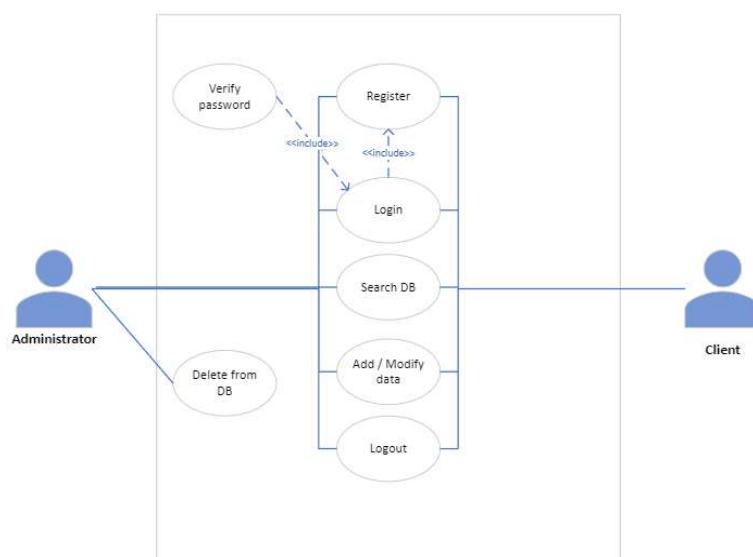 Verify
password
Register
<<include>>
<<include>>
Login
Search DB
Administrator
Client
Add / Modify
data
Delete from
DB
Logout